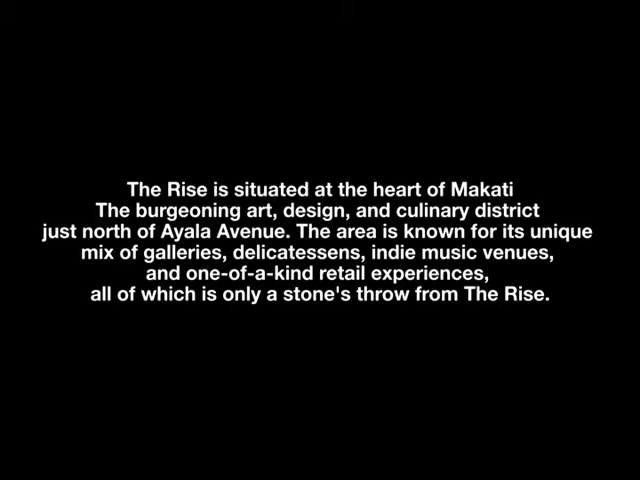 The Rise is situated at the heart of Makati
The burgeoning art, design, and culinary district
just north of Ayala Avenue. The area is known for its unique
mix of galleries, delicatessens, indie music venues,
and one-of-a-kind retail experiences,
all of which is only a stone's throw from The Rise.